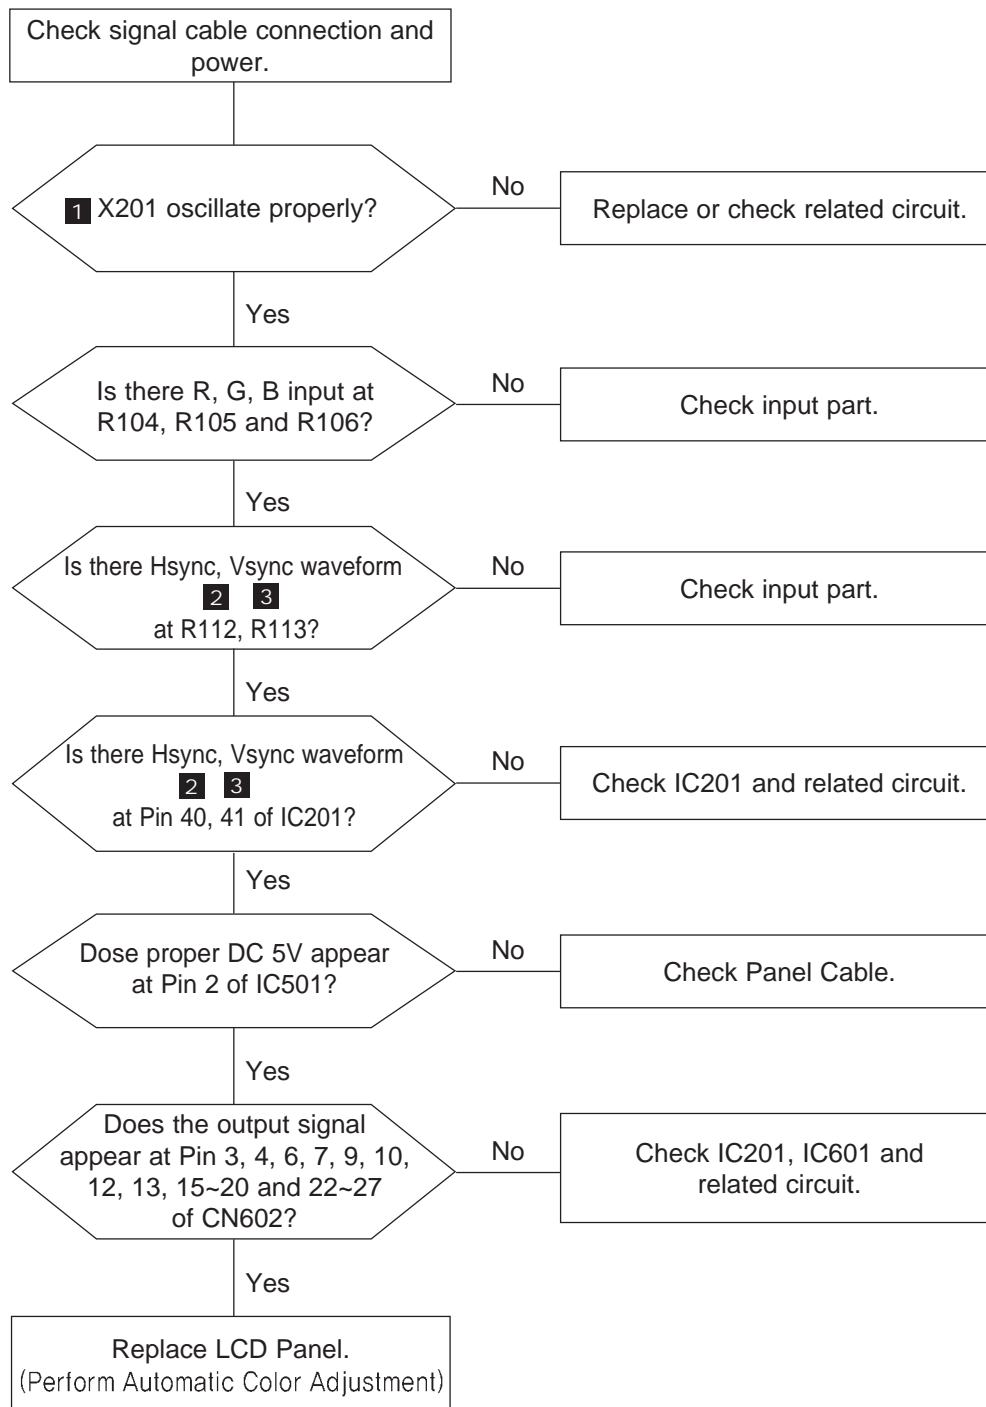 Check signal cable connection and
power.
1 X201 oscillate properly?
No
Replace or check related circuit.
Yes
Is there R, G, B input at
R104, R105 and R106?
No
Check input part.
Yes
Is there Hsync, Vsync waveform
2 3
at R112, R113?
No
Check input part.
Yes
Is there Hsync, Vsync waveform
2 3
at Pin 40, 41 of IC201?
No
Check IC201 and related circuit.
Yes
Dose proper DC 5V appear
at Pin 2 of IC501?
No
Check Panel Cable.
Yes
Does the output signal
appear at Pin 3, 4, 6, 7, 9, 10,
12, 13, 15~20 and 22~27
of CN602?
No
Check IC201, IC601 and
related circuit.
Yes
Replace LCD Panel.
(Perform Automatic Color Adjustment)